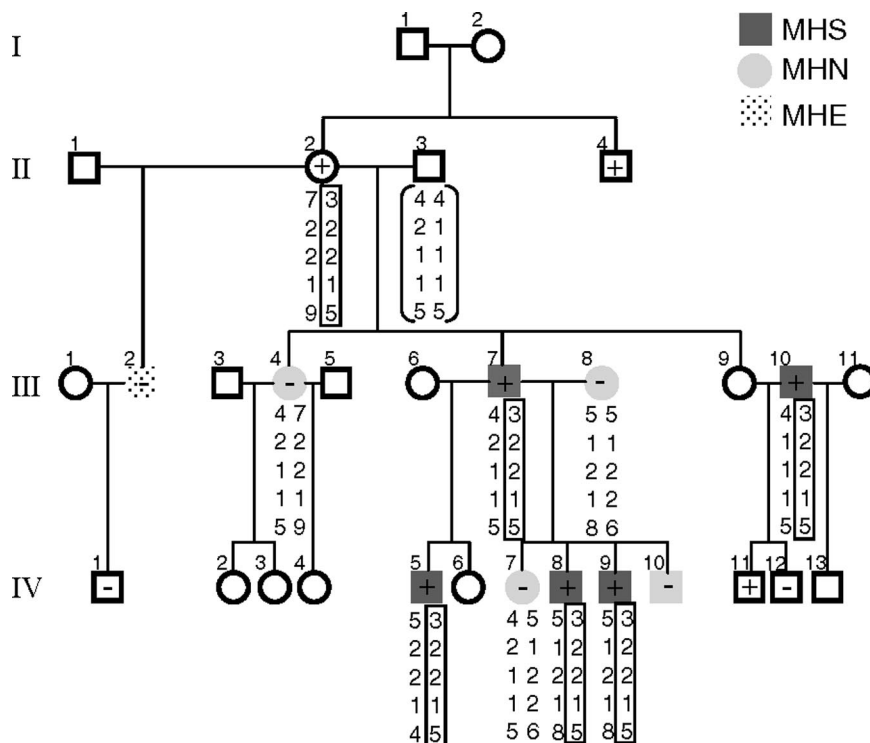 I 1 2 MHS
MHN
MHE
II 1 2 + 3 4 +
7 3 4 4
2 2 2 1
2 2 1 1
1 1 1 1
9 5 5 5
III 1 2 - 3 4 - 5 6 7 + 8 - 9 10 + 11
4 7 4 3 5 5 4 3
2 2 2 2 1 1 2 2
1 2 1 2 2 2 1 2
1 1 1 1 1 2 1 1
5 9 5 5 8 6 5 5
IV 1 - 2 3 4 5 + 6 7 - 8 + 9 + 10 - 11 + 12 - 13
5 3 4 5 5 3 5 3
2 2 2 1 1 2 1 2
2 2 1 2 2 2 2 2
1 1 1 2 1 1 1 1
4 5 5 6 8 5 8 5